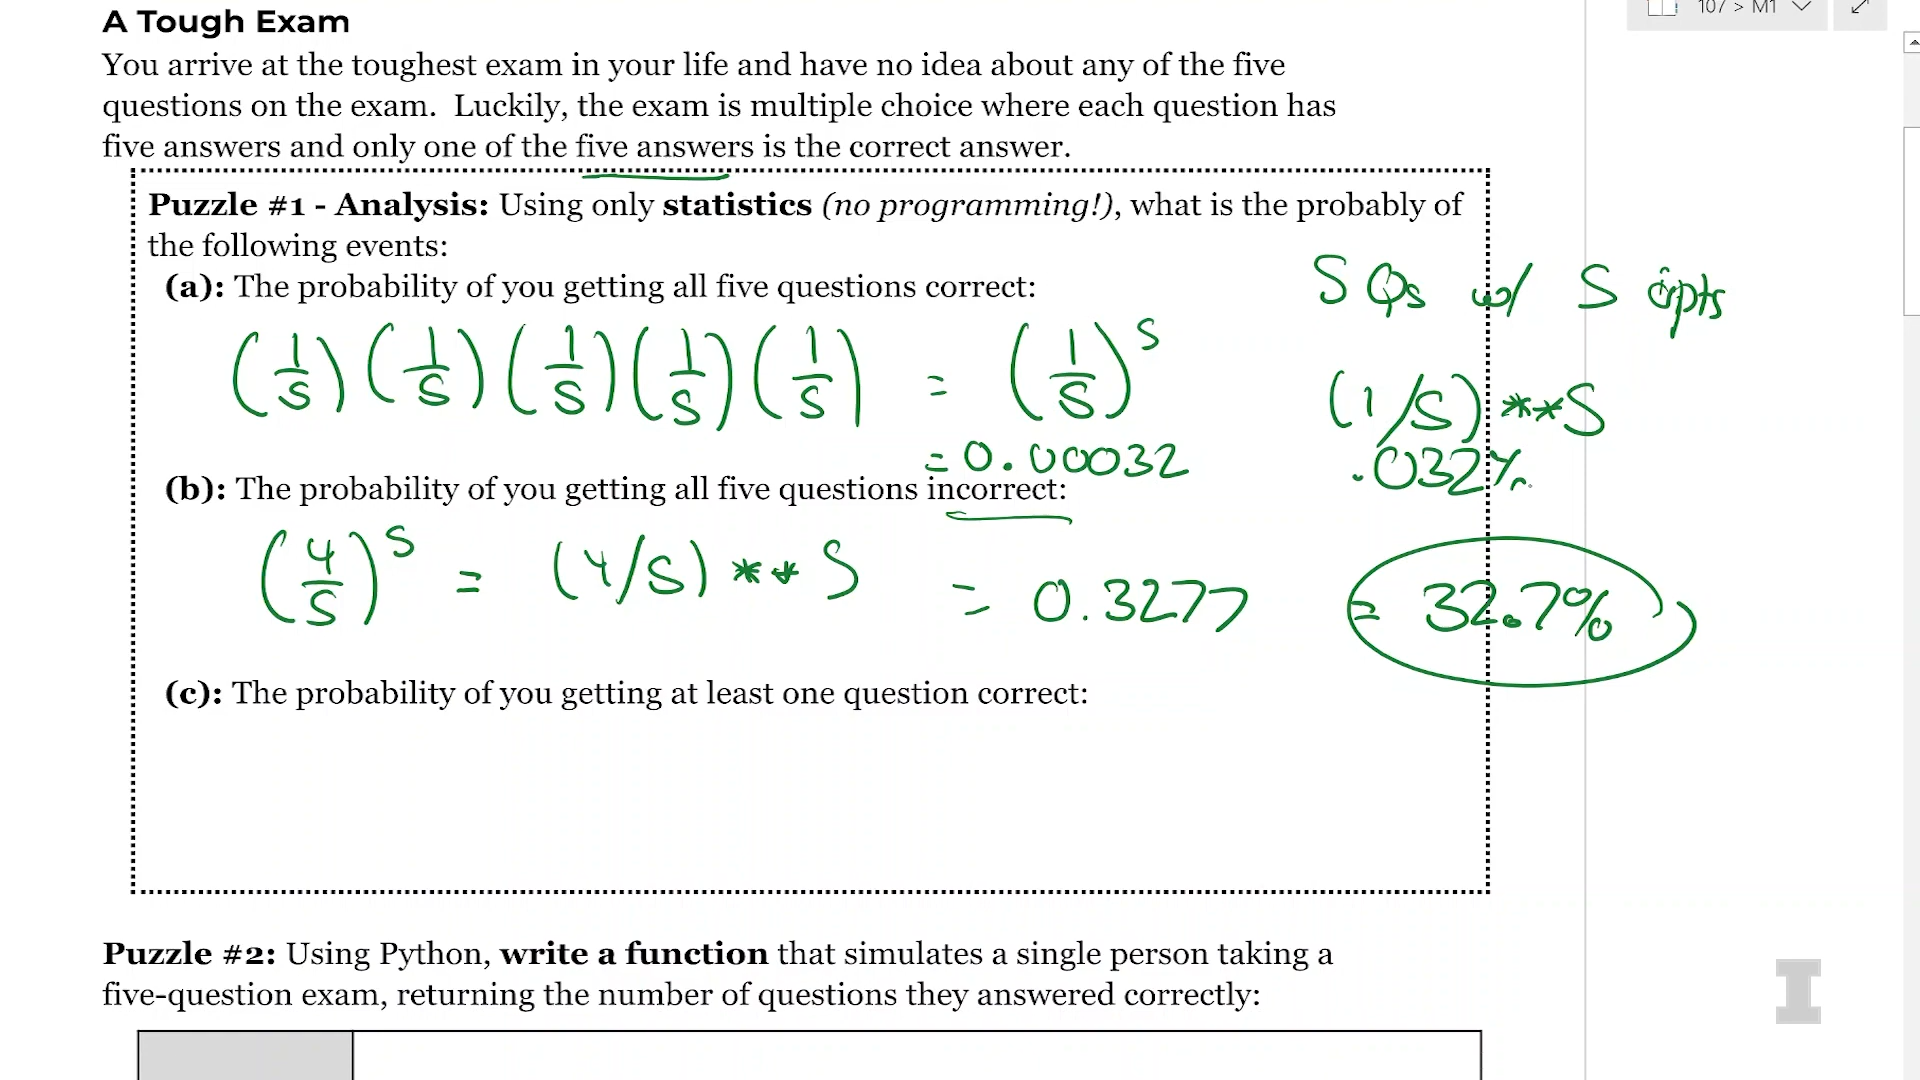 107 > M1
A Tough Exam
You arrive at the toughest exam in your life and have no idea about any of the five
questions on the exam. Luckily, the exam is multiple choice where each question has
five answers and only one of the five answers is the correct answer.
Puzzle #1 - Analysis: Using only statistics (no programming!), what is the probably of
the following events:
(a): The probability of you getting all five questions correct:
5 Qs w/ 5 opts
(1/5) (1/5) (1/5) (1/5) (1/5) = (1/5)^5
(1/5)**5
= 0.00032
.032%
(b): The probability of you getting all five questions incorrect:
(4/5)^5 = (4/5) ** 5 = 0.3277 = 32.7%
(c): The probability of you getting at least one question correct:
Puzzle #2: Using Python, write a function that simulates a single person taking a
five-question exam, returning the number of questions they answered correctly:
I